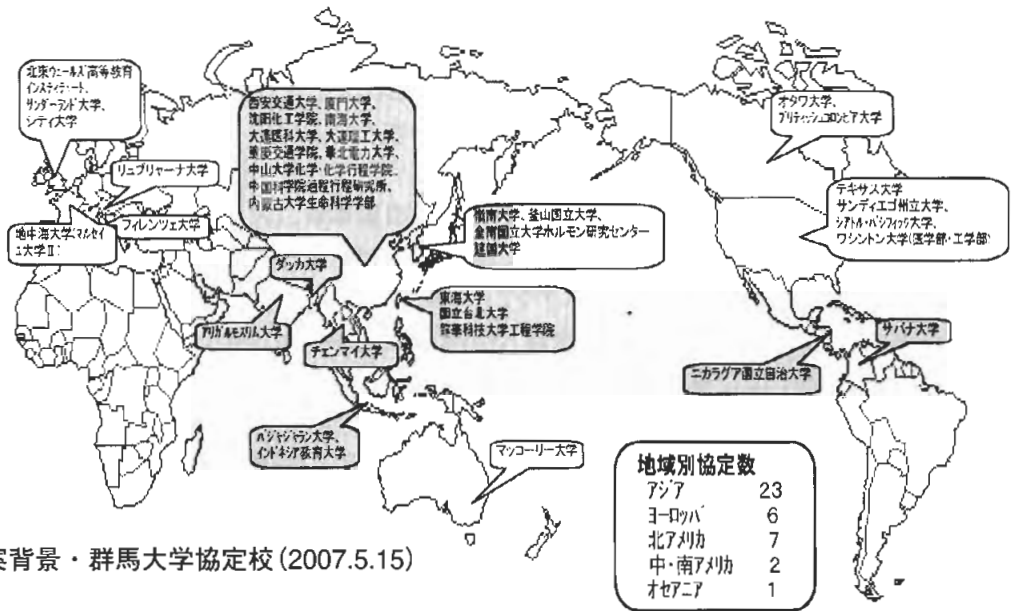 北東ウェールズ高等教育
インスティテュート、
サンダーランド大学、
シティ大学
リュブリャーナ大学
地中海大学(マルセイ
ュ大学Ⅱ)
フィレンツェ大学
西安交通大学、厦門大学、
沈阳化工学院、南海大学、
大連医科大学、大連理工大学、
重慶交通学院、華北電力大学、
中山大学化学・化学行程学院、
中国科学院過程行程研究所、
内蒙古大学生命科学学部
ダッカ大学
アリガルモスリム大学
チェンマイ大学
嶺南大学、釜山国立大学、
全南国立大学ホルモン研究センター
建国大学
東海大学
国立台北大学
龍華科技大学工程学院
パジャジャラン大学、
インドネシア教育大学
マッコーリー大学
オタワ大学、
ブリティッシュコロンビア大学
テキサス大学
サンディエゴ州立大学、
シアトル・パシフィック大学、
ワシントン大学(医学部・工学部)
サバナ大学
ニカラグア国立自治大学
地域別協定数
アジア 23
ヨーロッパ 6
北アメリカ 7
中・南アメリカ 2
オセアニア 1
案背景・群馬大学協定校(2007.5.15)